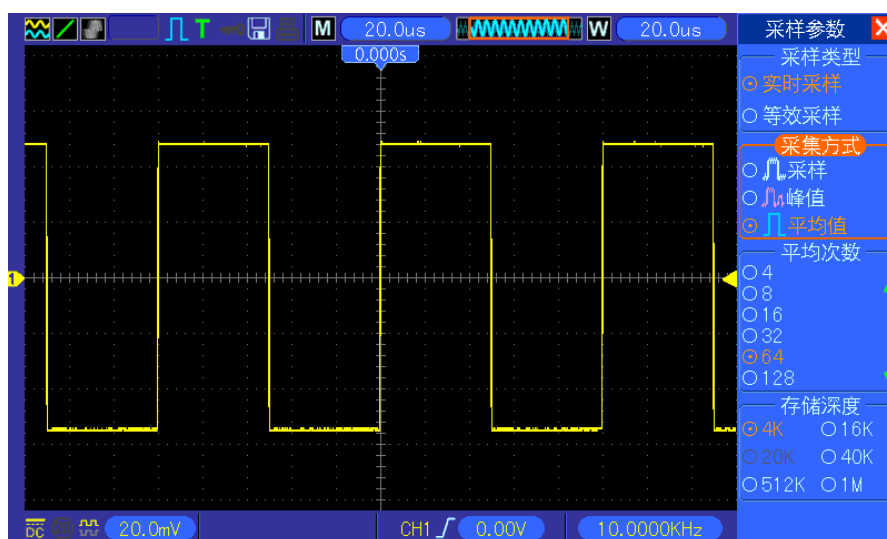 T M 20.0us W 20.0us
0.000s
1
DC 20.0mV CH1 0.00V 10.0000KHz
采样参数
采样类型
实时采样
等效采样
采集方式
采样
峰值
平均值
平均次数
4
8
16
32
64
128
存储深度
4K 16K
20K 40K
512K 1M